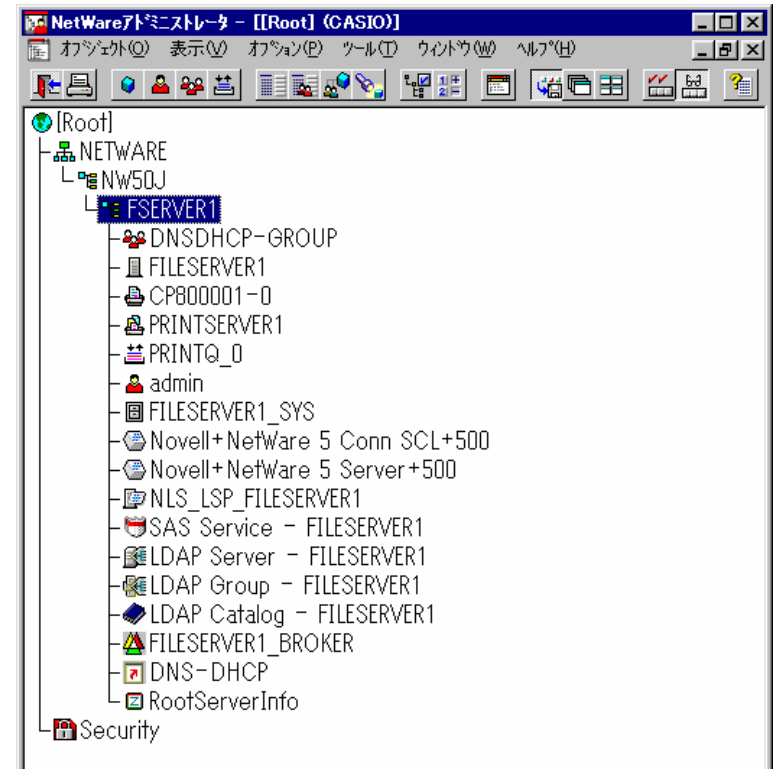 NetWareｱﾄﾞﾐﾆｽﾄﾚｰﾀ - [[Root] (CASIO)]
ｵﾌﾞｼﾞｪｸﾄ(O) 表示(V) ｵﾌﾟｼｮﾝ(P) ﾂｰﾙ(T) ｳｨﾝﾄﾞｳ(W) ﾍﾙﾌﾟ(H)
[Root]
NETWARE
NW50J
FSERVER1
DNSDHCP-GROUP
FILESERVER1
CP800001-0
PRINTSERVER1
PRINTQ_0
admin
FILESERVER1_SYS
Novell+NetWare 5 Conn SCL+500
Novell+NetWare 5 Server+500
NLS_LSP_FILESERVER1
SAS Service - FILESERVER1
LDAP Server - FILESERVER1
LDAP Group - FILESERVER1
LDAP Catalog - FILESERVER1
FILESERVER1_BROKER
DNS-DHCP
RootServerInfo
Security